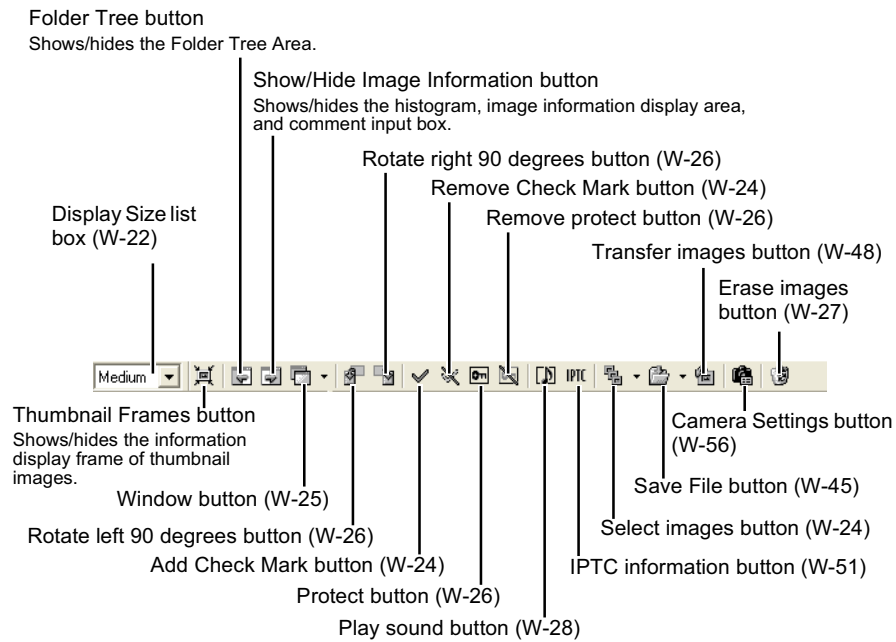 Folder Tree button
Shows/hides the Folder Tree Area.
Show/Hide Image Information button
Shows/hides the histogram, image information display area,
and comment input box.
Rotate right 90 degrees button (W-26)
Remove Check Mark button (W-24)
Display Size list
box (W-22)
Remove protect button (W-26)
Transfer images button (W-48)
Erase images
button (W-27)
Medium
IPTC
Thumbnail Frames button
Shows/hides the information
display frame of thumbnail
images.
Camera Settings button
(W-56)
Window button (W-25)
Save File button (W-45)
Rotate left 90 degrees button (W-26)
Select images button (W-24)
Add Check Mark button (W-24)
IPTC information button (W-51)
Protect button (W-26)
Play sound button (W-28)